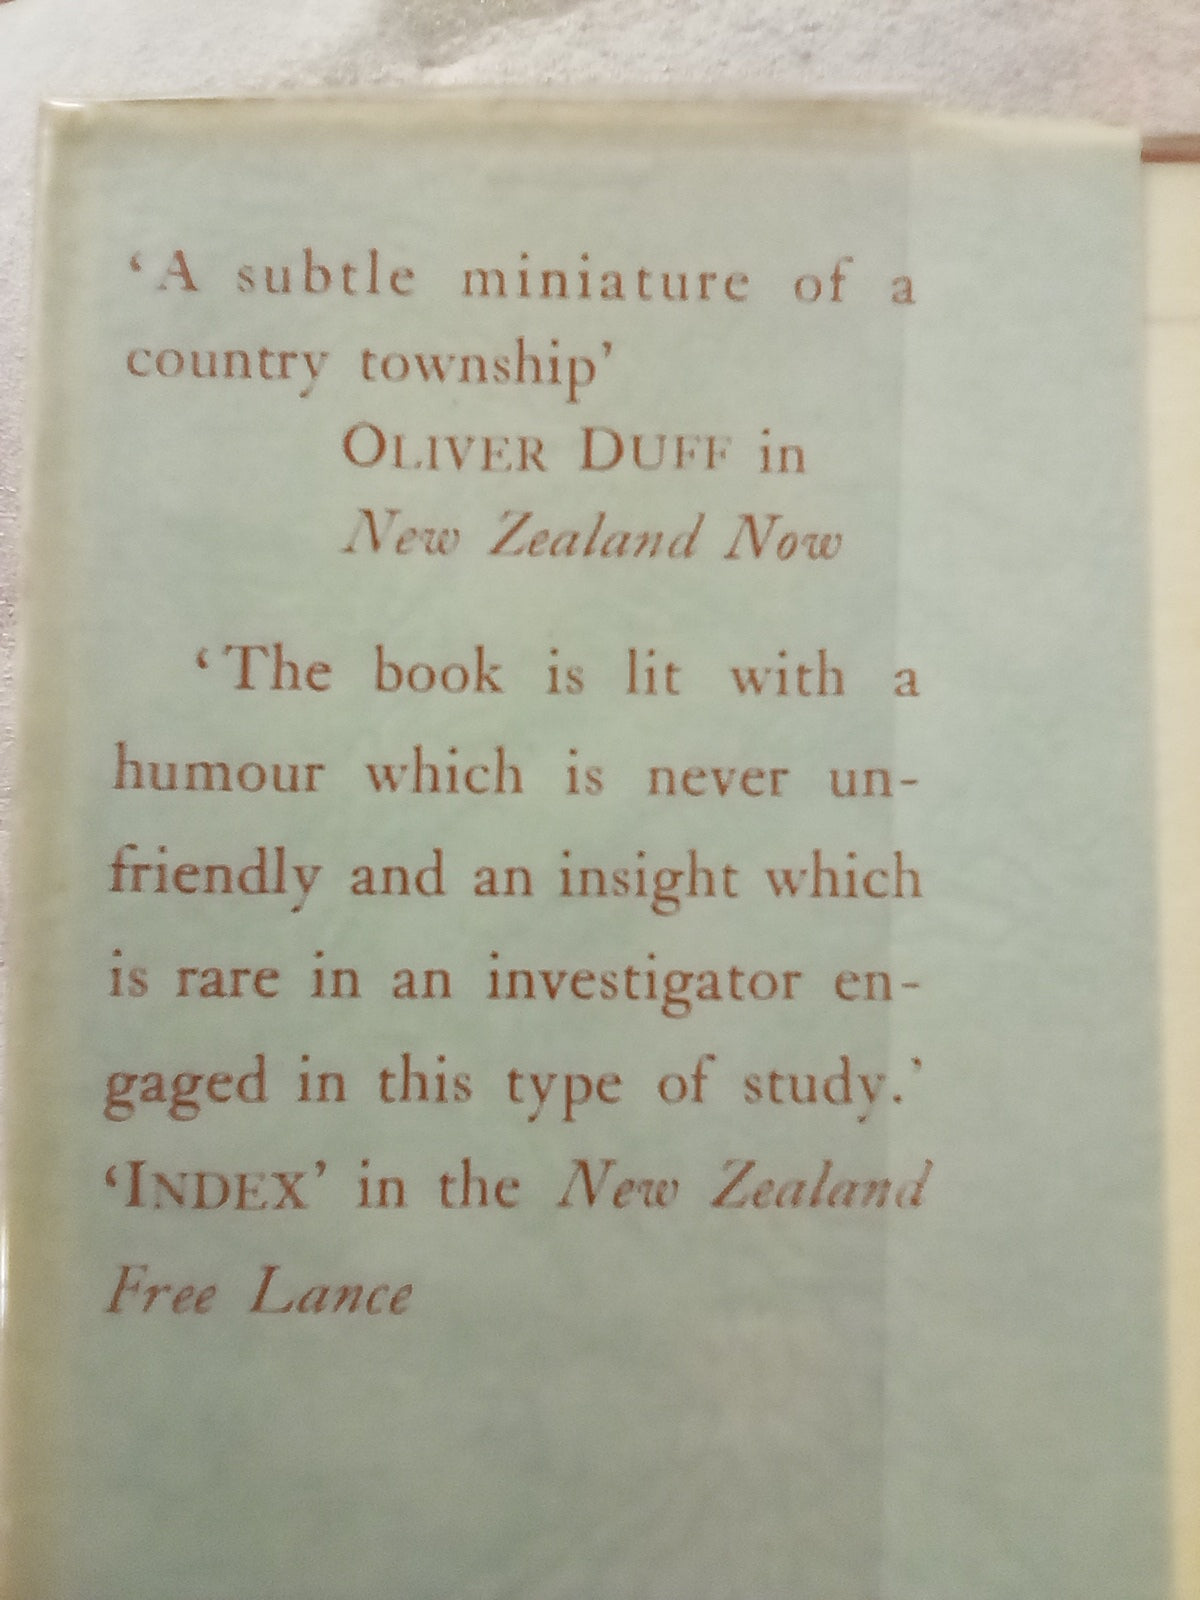 ‘A subtle miniature of a
country township’
OLIVER DUFF in
New Zealand Now
‘The book is lit with a
humour which is never un-
friendly and an insight which
is rare in an investigator en-
gaged in this type of study.’
‘INDEX’ in the New Zealand
Free Lance